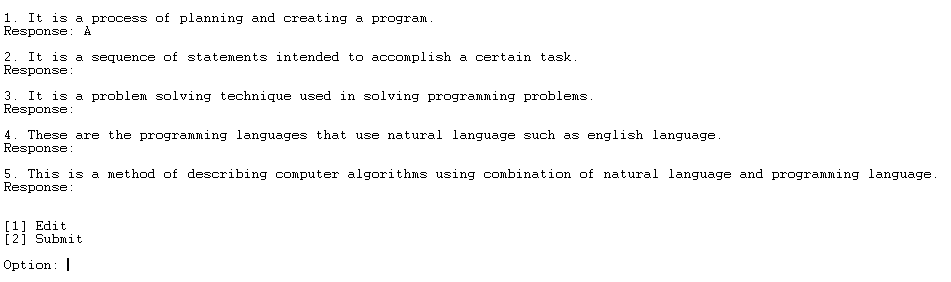 1. It is a process of planning and creating a program.
Response: A
2. It is a sequence of statements intended to accomplish a certain task.
Response:
3. It is a problem solving technique used in solving programming problems.
Response:
4. These are the programming languages that use natural language such as english language.
Response:
5. This is a method of describing computer algorithms using combination of natural language and programming language.
Response:
[1] Edit
[2] Submit
Option: